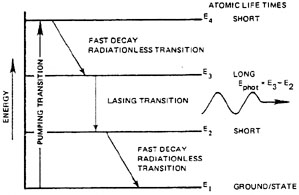 ATOMIC LIFE TIMES
E4 SHORT
FAST DECAY
RADIATIONLESS TRANSITION
E3 LONG
Ephot = E3 - E2
LASING TRANSITION
E2 SHORT
FAST DECAY
RADIATIONLESS
TRANSITION
E1 GROUND/STATE
ENERGY
PUMPING TRANSITION